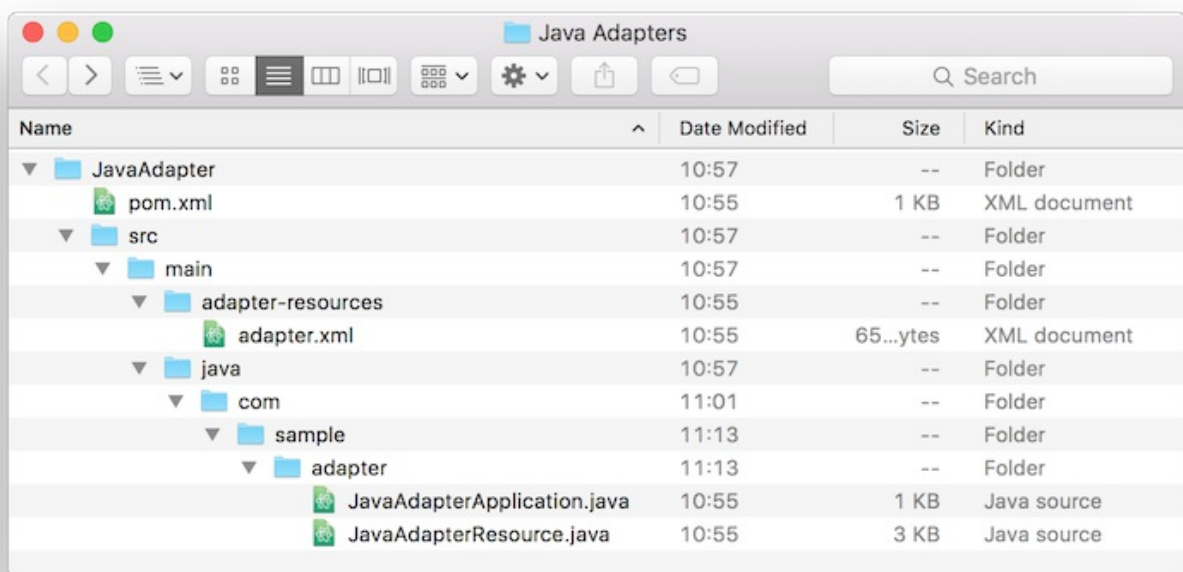 Java Adapters
Search
Name Date Modified Size Kind
JavaAdapter 10:57 -- Folder
pom.xml 10:55 1 KB XML document
src 10:57 -- Folder
main 10:57 -- Folder
adapter-resources 10:55 -- Folder
adapter.xml 10:55 65...ytes XML document
java 10:57 -- Folder
com 11:01 -- Folder
sample 11:13 -- Folder
adapter 11:13 -- Folder
JavaAdapterApplication.java 10:55 1 KB Java source
JavaAdapterResource.java 10:55 3 KB Java source